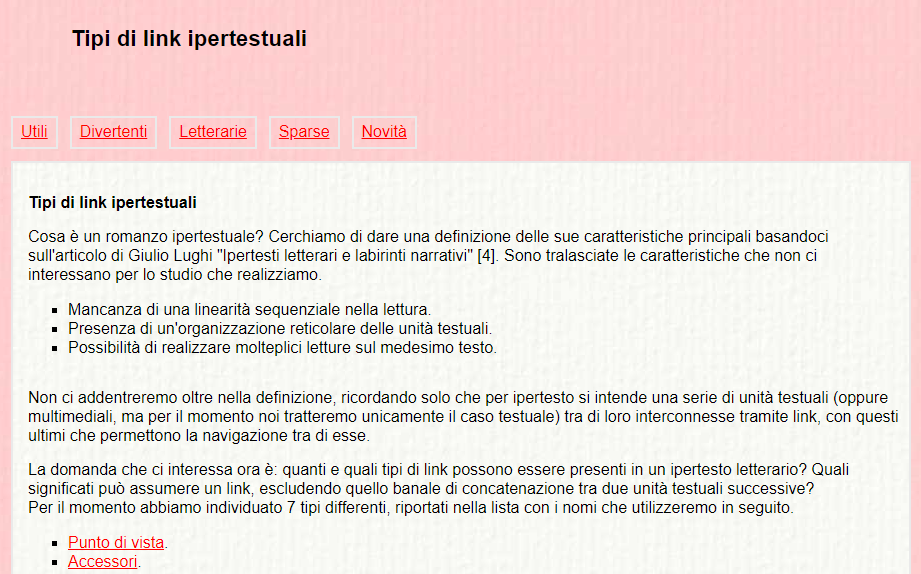 Tipi di link ipertestuali
Utili Divertenti Letterarie Sparse Novità
Tipi di link ipertestuali
Cosa è un romanzo ipertestuale? Cerchiamo di dare una definizione delle sue caratteristiche principali basandoci
sull'articolo di Giulio Lughi "Ipertesti letterari e labirinti narrativi" [4]. Sono tralasciate le caratteristiche che non ci
interessano per lo studio che realizziamo.
Mancanza di una linearità sequenziale nella lettura.
Presenza di un'organizzazione reticolare delle unità testuali.
Possibilità di realizzare molteplici letture sul medesimo testo.
Non ci addentreremo oltre nella definizione, ricordando solo che per ipertesto si intende una serie di unità testuali (oppure
multimediali, ma per il momento noi tratteremo unicamente il caso testuale) tra di loro interconnesse tramite link, con questi
ultimi che permettono la navigazione tra di esse.
La domanda che ci interessa ora è: quanti e quali tipi di link possono essere presenti in un ipertesto letterario? Quali
significati può assumere un link, escludendo quello banale di concatenazione tra due unità testuali successive?
Per il momento abbiamo individuato 7 tipi differenti, riportati nella lista con i nomi che utilizzeremo in seguito.
Punto di vista.
Accessori.